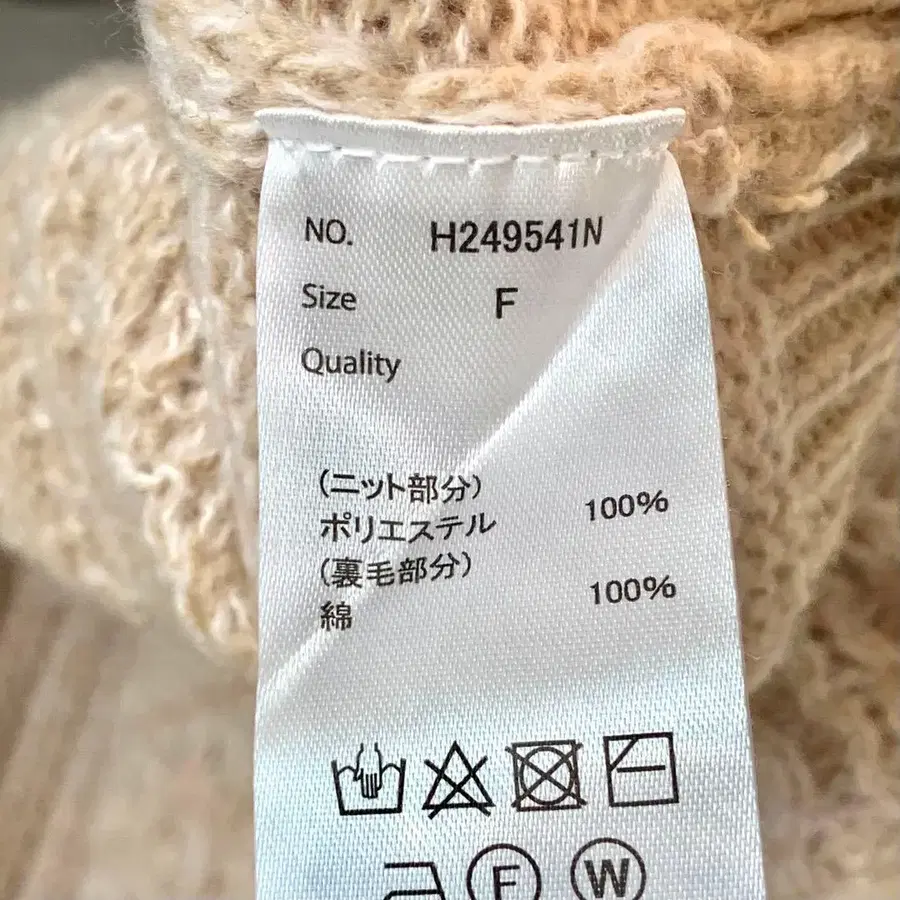 NO. H249541N
Size F
Quality
(ニット部分)
ポリエステル 100%
(裏毛部分)
綿 100%
F W